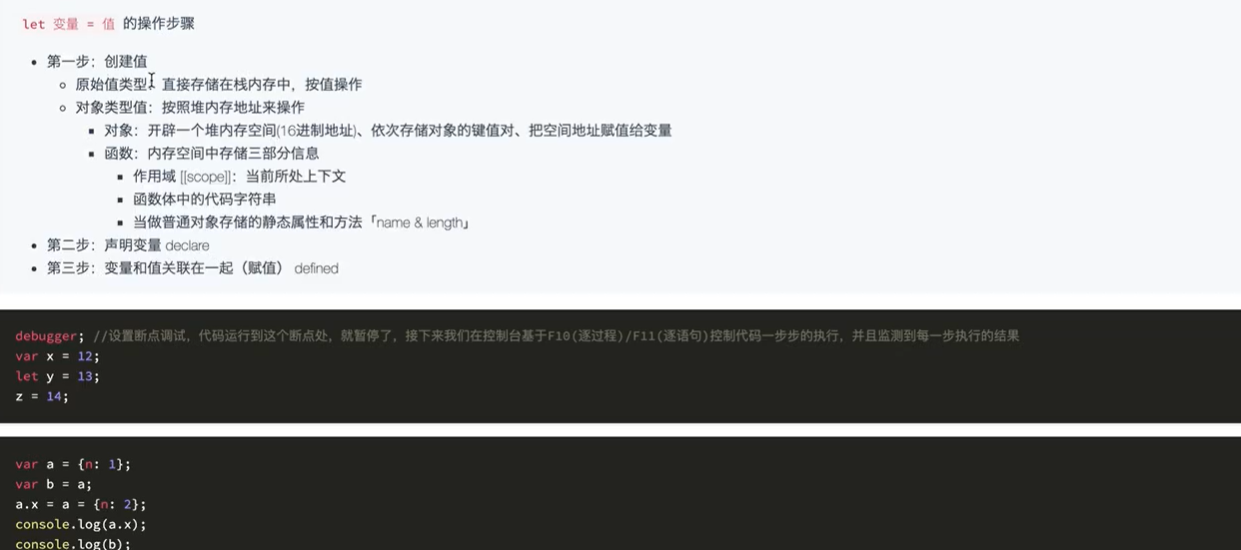 let 变量 = 值 的操作步骤
第一步：创建值
原始值类型：直接存储在栈内存中，按值操作
对象类型值：按照堆内存地址来操作
对象：开辟一个堆内存空间(16进制地址)、依次存储对象的键值对、把空间地址赋值给变量
函数：内存空间中存储三部分信息
作用域 [[scope]]：当前所处上下文
函数体中的代码字符串
当做普通对象存储的静态属性和方法「name & length」
第二步：声明变量 declare
第三步：变量和值关联在一起（赋值） defined
debugger; //设置断点调试，代码运行到这个断点处，就暂停了，接下来我们在控制台基于F10(逐过程)/F11(逐语句)控制代码一步步的执行，并且监测到每一步执行的结果
var x = 12;
let y = 13;
z = 14;
var a = {n: 1};
var b = a;
a.x = a = {n: 2};
console.log(a.x);
console.log(b);